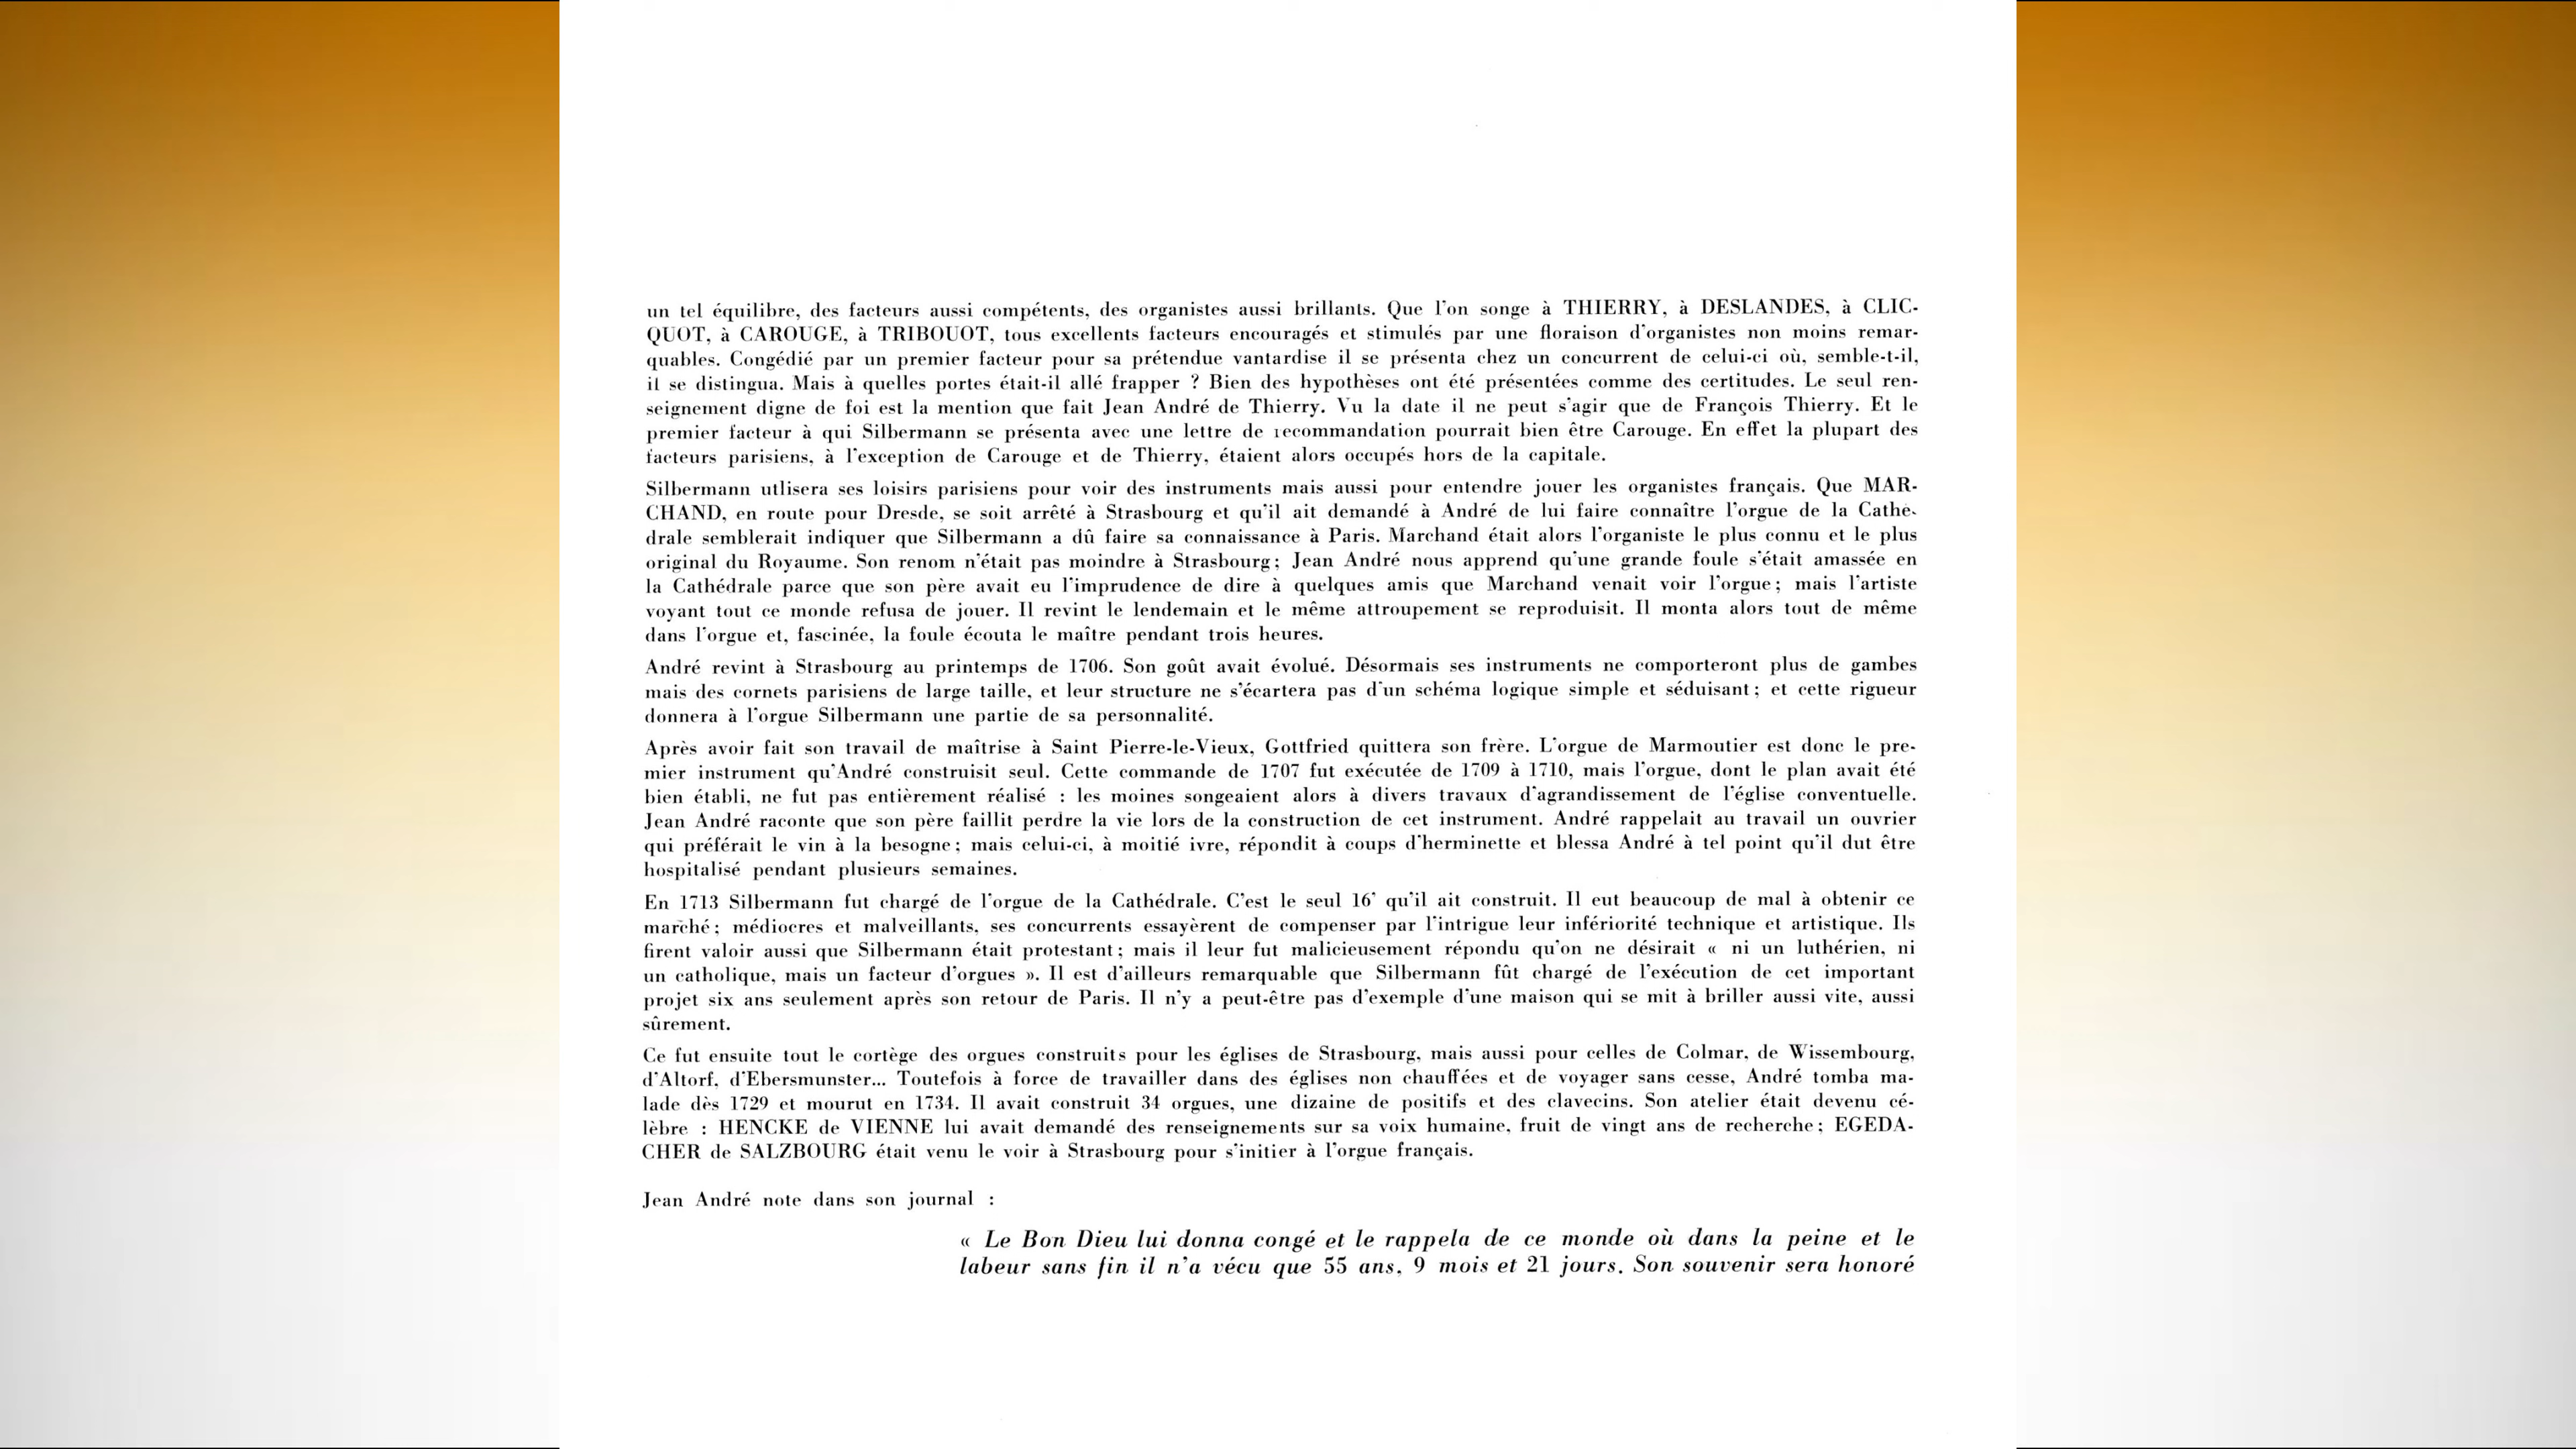 un tel équilibre, des facteurs aussi compétents, des organistes aussi brillants. Que l'on songe à THIERRY, à DESLANDES, à CLIC-
QUOT, à CAROUGE, à TRIBOUOT, tous excellents facteurs encouragés et stimulés par une floraison d'organistes non moins remar-
quables. Congédié par un premier facteur pour sa prétendue vantardise il se présenta chez un concurrent de celui-ci où, semble-t-il,
il se distingua. Mais à quelles portes était-il allé frapper ? Bien des hypothèses ont été présentées comme des certitudes. Le seul ren-
seignement digne de foi est la mention que fait Jean André de Thierry. Vu la date il ne peut s'agir que de François Thierry. Et le
premier facteur à qui Silbermann se présenta avec une lettre de recommandation pourrait bien être Carouge. En effet la plupart des
facteurs parisiens, à l'exception de Carouge et de Thierry, étaient alors occupés hors de la capitale.
Silbermann utlisera ses loisirs parisiens pour voir des instruments mais aussi pour entendre jouer les organistes français. Que MAR-
CHAND, en route pour Dresde, se soit arrêté à Strasbourg et qu'il ait demandé à André de lui faire connaître l'orgue de la Cathé-
drale semblerait indiquer que Silbermann a dû faire sa connaissance à Paris. Marchand était alors l'organiste le plus connu et le plus
original du Royaume. Son renom n'était pas moindre à Strasbourg ; Jean André nous apprend qu'une grande foule s'était amassée en
la Cathédrale parce que son père avait eu l'imprudence de dire à quelques amis que Marchand venait voir l'orgue ; mais l'artiste
voyant tout ce monde refusa de jouer. Il revint le lendemain et le même attroupement se reproduisit. Il monta alors tout de même
dans l'orgue et, fascinée, la foule écouta le maître pendant trois heures.
André revint à Strasbourg au printemps de 1706. Son goût avait évolué. Désormais ses instruments ne comporteront plus de gambes
mais des cornets parisiens de large taille, et leur structure ne s'écartera pas d'un schéma logique simple et séduisant ; et cette rigueur
donnera à l'orgue Silbermann une partie de sa personnalité.
Après avoir fait son travail de maîtrise à Saint Pierre-le-Vieux, Gottfried quittera son frère. L'orgue de Marmoutier est donc le pre-
mier instrument qu'André construisit seul. Cette commande de 1707 fut exécutée de 1709 à 1710, mais l'orgue, dont le plan avait été
bien établi, ne fut pas entièrement réalisé : les moines songeaient alors à divers travaux d'agrandissement de l'église conventuelle.
Jean André raconte que son père faillit perdre la vie lors de la construction de cet instrument. André rappelait au travail un ouvrier
qui préférait le vin à la besogne ; mais celui-ci, à moitié ivre, répondit à coups d'herminette et blessa André à tel point qu'il dut être
hospitalisé pendant plusieurs semaines.
En 1713 Silbermann fut chargé de l'orgue de la Cathédrale. C'est le seul 16' qu'il ait construit. Il eut beaucoup de mal à obtenir ce
marché ; médiocres et malveillants, ses concurrents essayèrent de compenser par l'intrigue leur infériorité technique et artistique. Ils
firent valoir aussi que Silbermann était protestant ; mais il leur fut malicieusement répondu qu'on ne désirait « ni un luthérien, ni
un catholique, mais un facteur d'orgues ». Il est d'ailleurs remarquable que Silbermann fût chargé de l'exécution de cet important
projet six ans seulement après son retour de Paris. Il n'y a peut-être pas d'exemple d'une maison qui se mit à briller aussi vite, aussi
sûrement.
Ce fut ensuite tout le cortège des orgues construits pour les églises de Strasbourg, mais aussi pour celles de Colmar, de Wissembourg,
d'Altorf, d'Ebersmunster... Toutefois à force de travailler dans des églises non chauffées et de voyager sans cesse, André tomba ma-
lade dès 1729 et mourut en 1734. Il avait construit 34 orgues, une dizaine de positifs et des clavecins. Son atelier était devenu cé-
lèbre : HENCKE de VIENNE lui avait demandé des renseignements sur sa voix humaine, fruit de vingt ans de recherche ; EGEDA-
CHER de SALZBOURG était venu le voir à Strasbourg pour s'initier à l'orgue français.
Jean André note dans son journal :
« Le Bon Dieu lui donna congé et le rappela de ce monde où dans la peine et le
labeur sans fin il n'a vécu que 55 ans, 9 mois et 21 jours. Son souvenir sera honoré